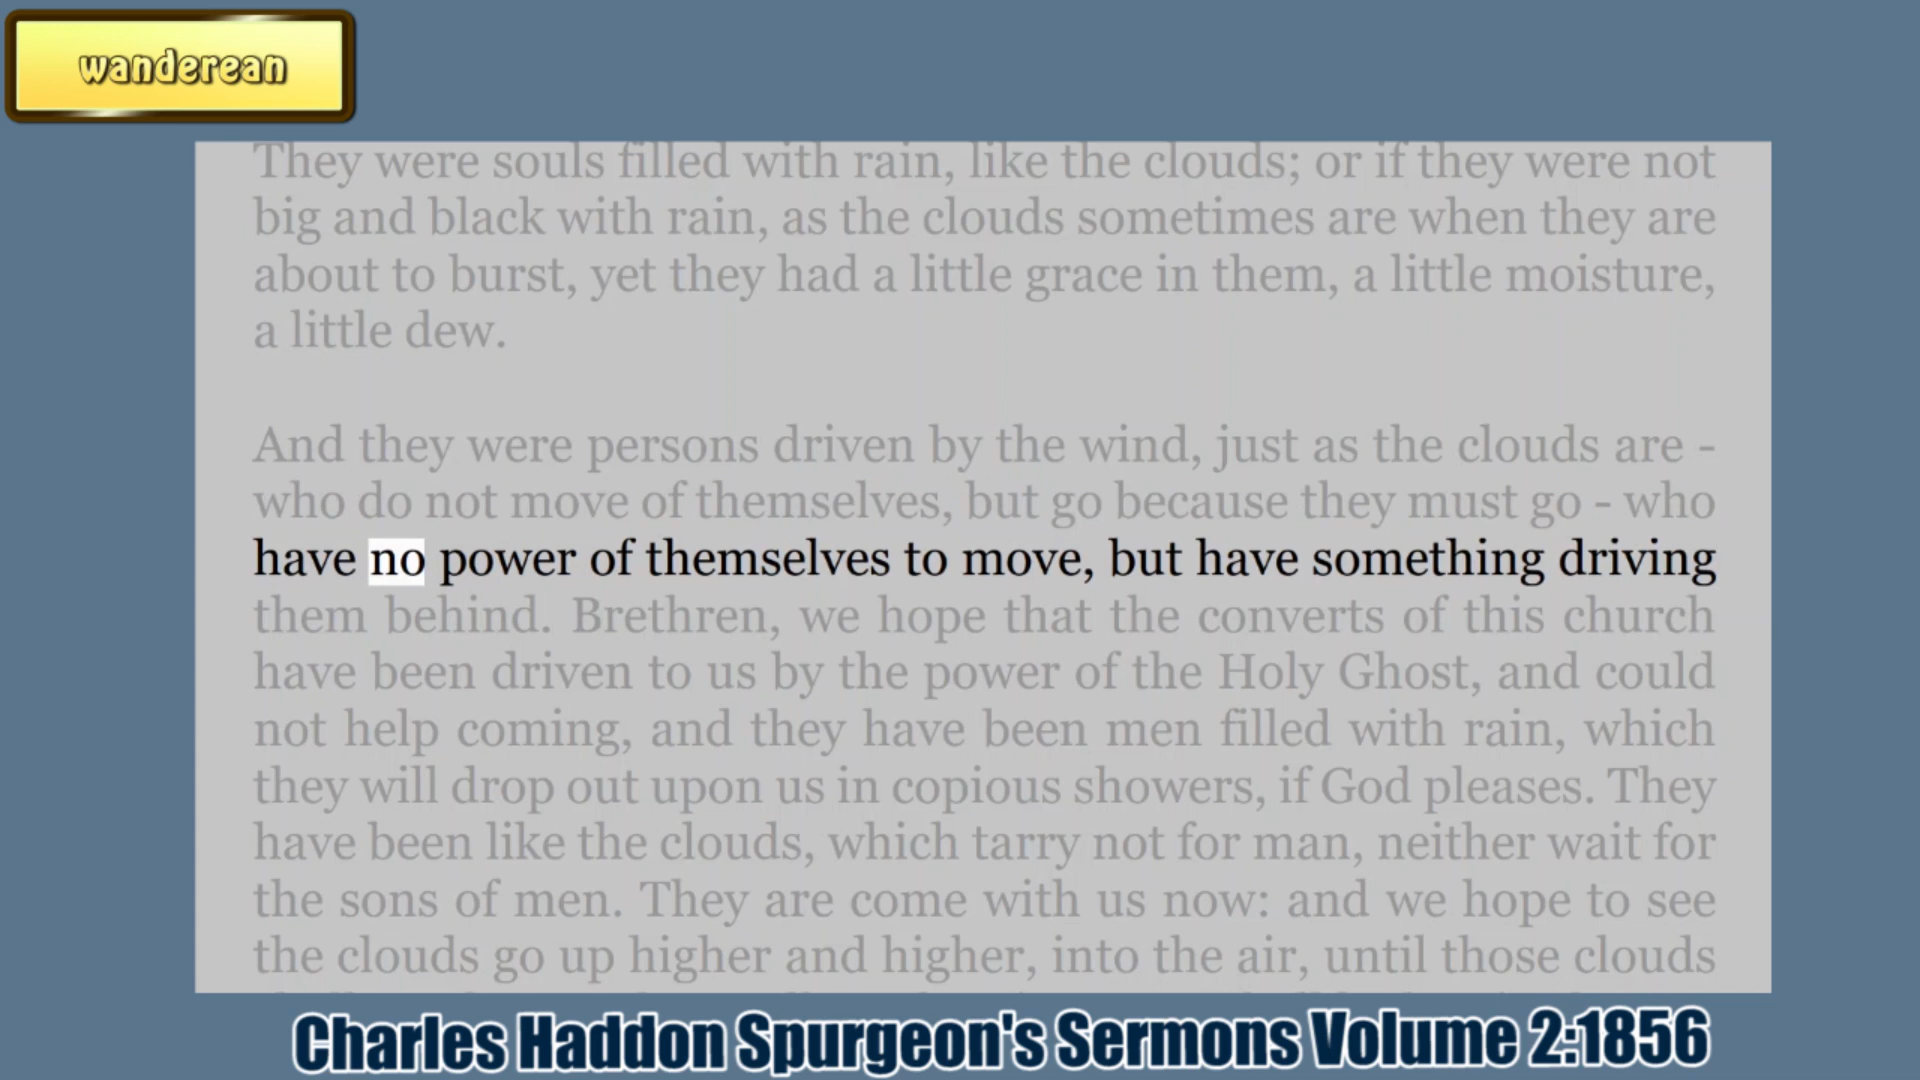 wanderean
They were souls filled with rain, like the clouds; or if they were not
big and black with rain, as the clouds sometimes are when they are
about to burst, yet they had a little grace in them, a little moisture,
a little dew.
And they were persons driven by the wind, just as the clouds are -
who do not move of themselves, but go because they must go - who
have no power of themselves to move, but have something driving
them behind. Brethren, we hope that the converts of this church
have been driven to us by the power of the Holy Ghost, and could
not help coming, and they have been men filled with rain, which
they will drop out upon us in copious showers, if God pleases. They
have been like the clouds, which tarry not for man, neither wait for
the sons of men. They are come with us now: and we hope to see
the clouds go up higher and higher, into the air, until those clouds
Charles Haddon Spurgeon's Sermons Volume 2:1856